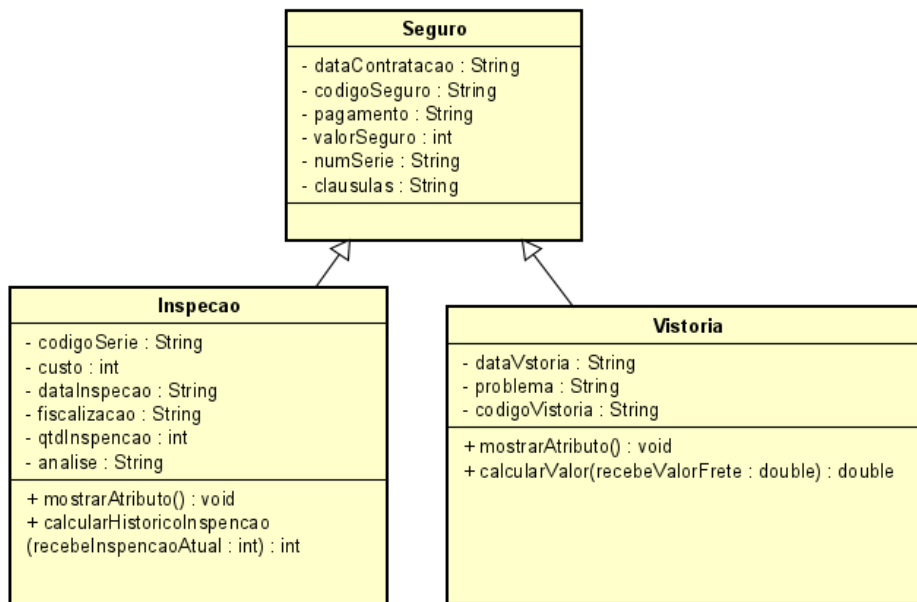 Seguro
- dataContratacao : String
- codigoSeguro : String
- pagamento : String
- valorSeguro : int
- numSerie : String
- clausulas : String
Inspecao
- codigoSerie : String
- custo : int
- dataInspecao : String
- fiscalizacao : String
- qtdInspencao : int
- analise : String
+ mostrarAtributo() : void
+ calcularHistoricoInspencao
(recebeInspencaoAtual : int) : int
Vistoria
- dataVstoria : String
- problema : String
- codigoVistoria : String
+ mostrarAtributo() : void
+ calcularValor(recebeValorFrete : double) : double